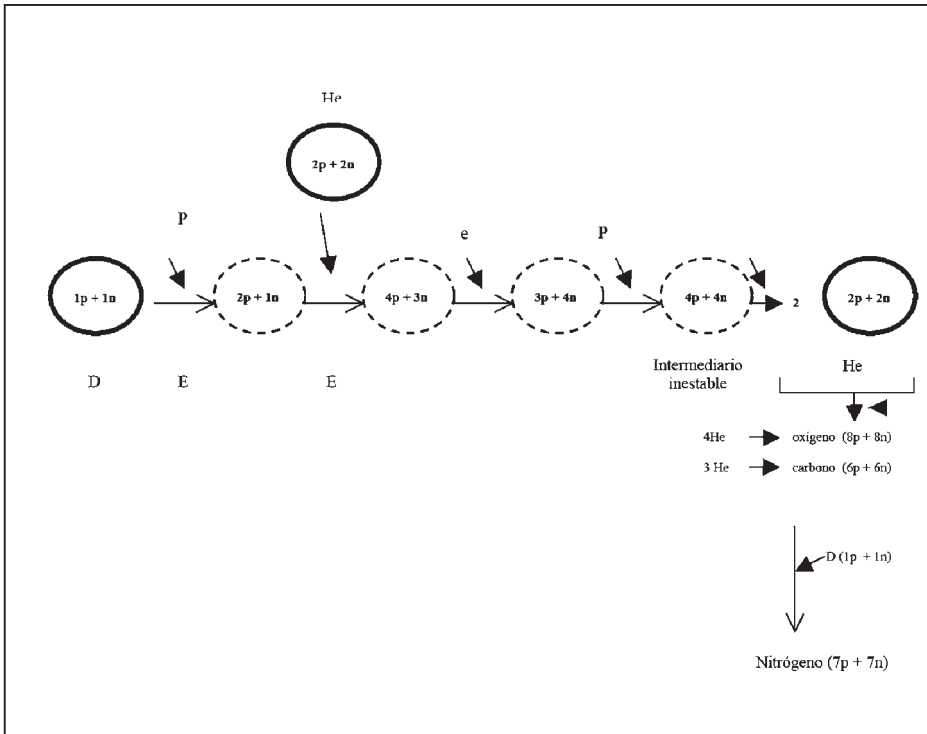 He
2p + 2n
P
e
P
1p + 1n
2p + 1n
4p + 3n
3p + 4n
4p + 4n
2
2p + 2n
D
E
E
Intermediario
inestable
He
4He
oxígeno (8p + 8n)
3 He
carbono (6p + 6n)
D (1p + 1n)
Nitrógeno (7p + 7n)